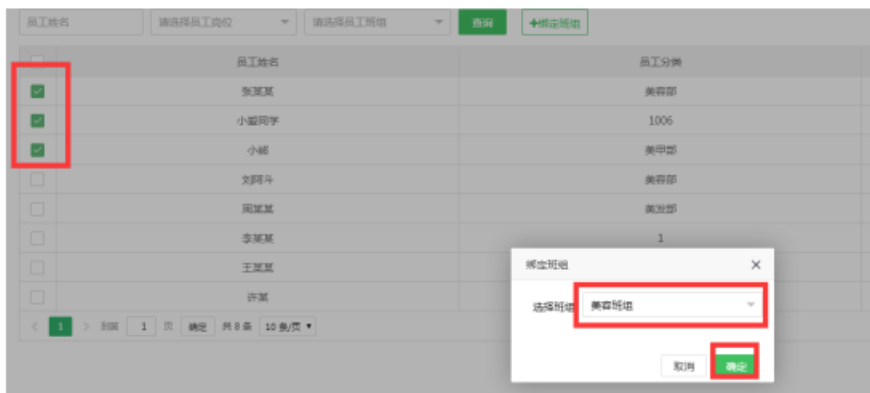 员工姓名 请选择员工岗位 请选择员工班组 查询 +绑定班组
员工姓名 员工分类
张某某 美容部
小戚同学 1006
小郝 美甲部
刘阿斗 美容部
周某某 美发部
李某某 1
王某某
许某
绑定班组 ×
选择班组 美容班组
取消 确定
< 1 > 到第 1 页 确定 共 8 条 10 条/页